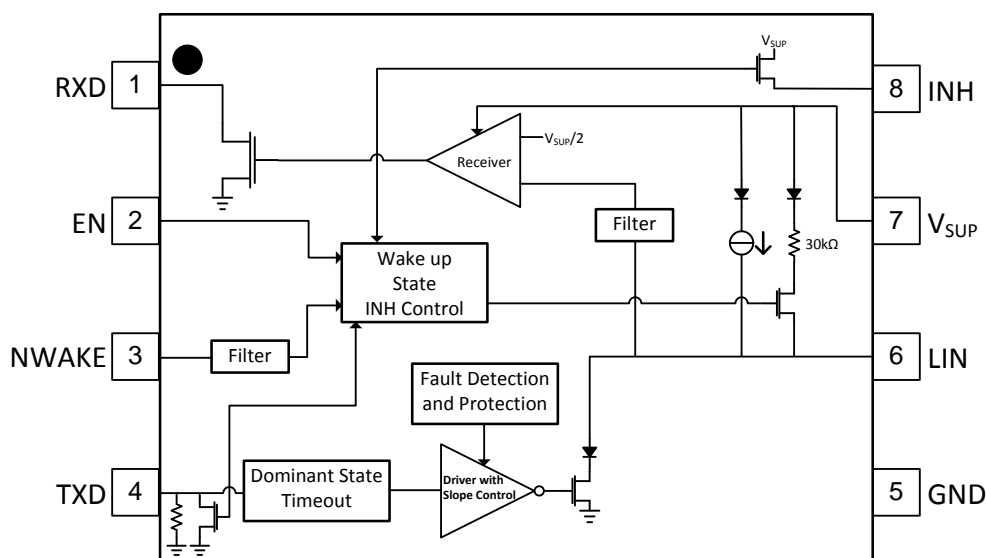 V_SUP
RXD 1
8 INH
V_SUP/2
Receiver
EN 2
Filter
7 V_SUP
30kΩ
Wake up
State
INH Control
NWAKE 3
Filter
6 LIN
Fault Detection
and Protection
TXD 4
Dominant State
Timeout
Driver with
Slope Control
5 GND